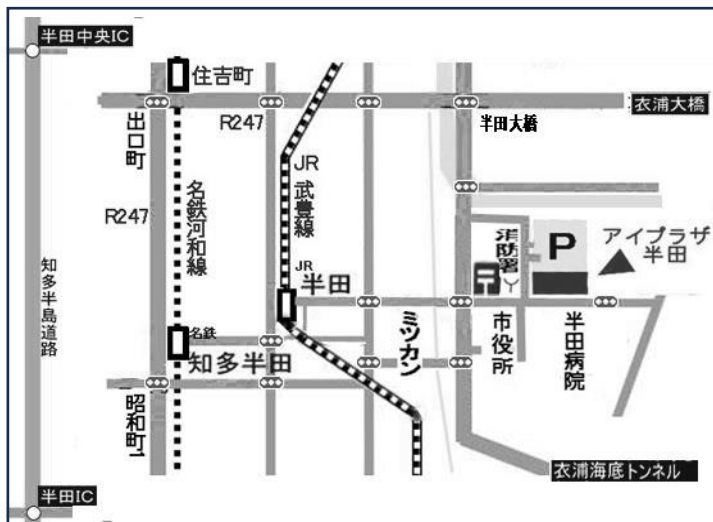 半田中央IC
住吉町
衣浦大橋
出口町
R247
半田大橋
JR
武豊線
R247
名鉄河和線
消防署
P
アイプラザ
半田
知多半島道路
JR
半田
名鉄
知多半田
ミツカン
市役所
半田病院
昭和町
衣浦海底トンネル
半田IC